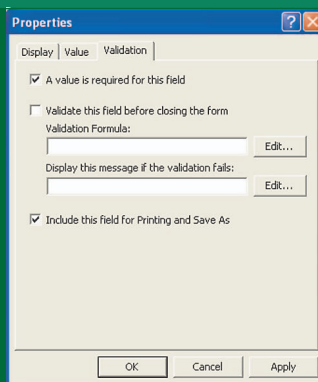 Properties
Display Value Validation
A value is required for this field
Validate this field before closing the form
Validation Formula:
Edit...
Display this message if the validation fails:
Edit...
Include this field for Printing and Save As
OK Cancel Apply